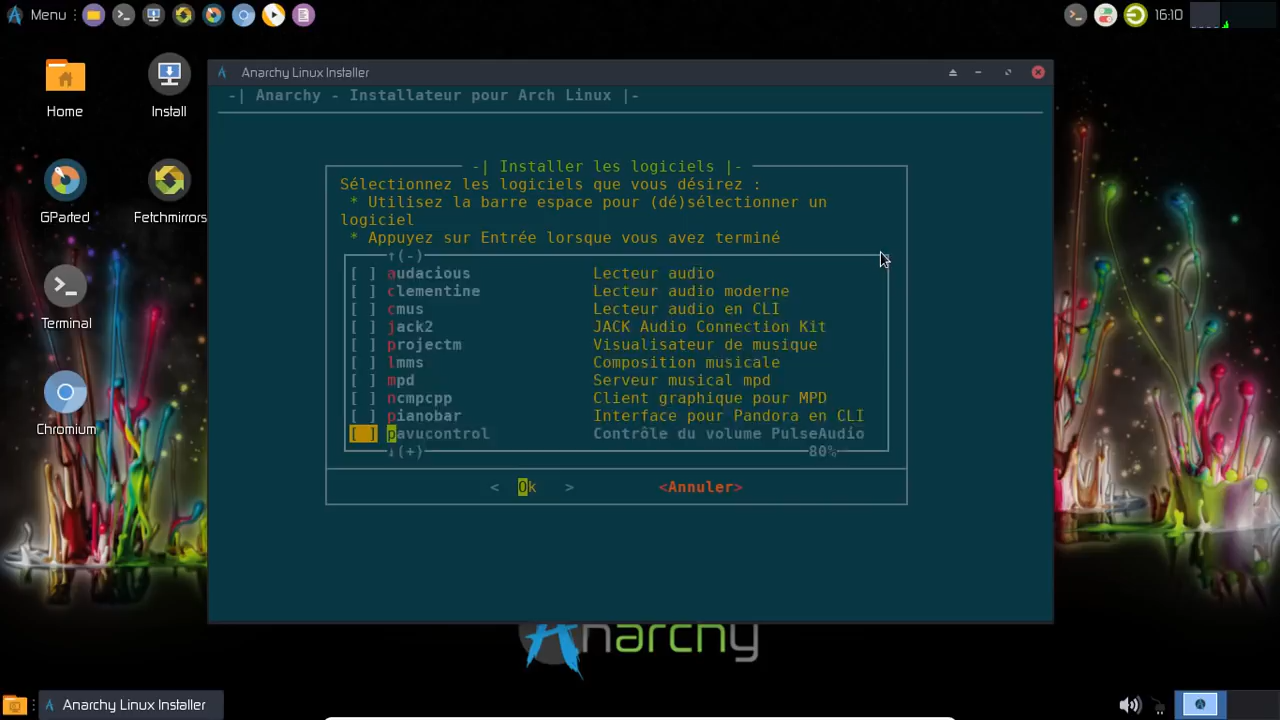 Menu
16:10
Home
Install
GParted
Fetchmirrors
Terminal
Chromium
Anarchy Linux Installer
-| Anarchy - Installateur pour Arch Linux |-
-| Installer les logiciels |-
Sélectionnez les logiciels que vous désirez :
* Utilisez la barre espace pour (dé)sélectionner un
logiciel
* Appuyez sur Entrée lorsque vous avez terminé
↑(-)
[ ] audacious Lecteur audio
[ ] clementine Lecteur audio moderne
[ ] cmus Lecteur audio en CLI
[ ] jack2 JACK Audio Connection Kit
[ ] projectm Visualisateur de musique
[ ] lmms Composition musicale
[ ] mpd Serveur musical mpd
[ ] ncmpcpp Client graphique pour MPD
[ ] pianobar Interface pour Pandora en CLI
[ ] pavucontrol Contrôle du volume PulseAudio
↓(+) 80%
< Ok > <Annuler>
Anarchy
Anarchy Linux Installer